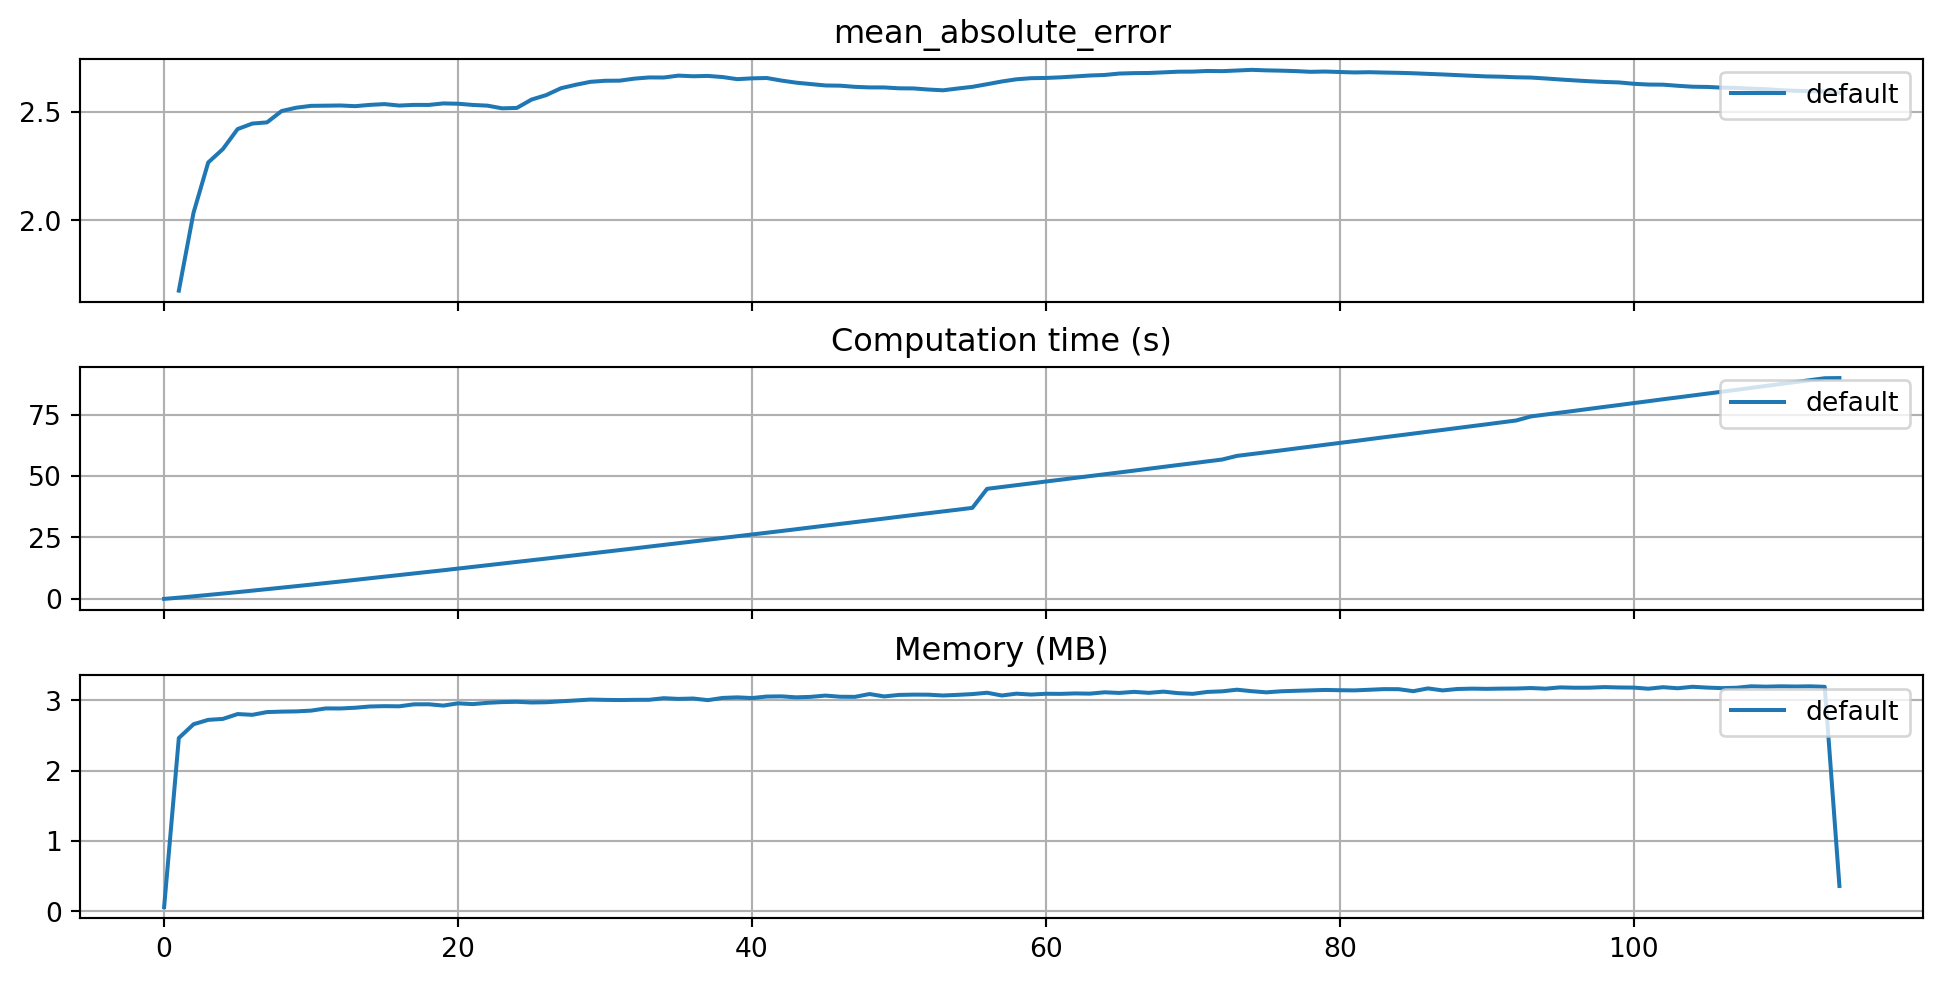 mean_absolute_error
2.5
2.0
default
Computation time (s)
75
50
25
0
default
Memory (MB)
3
2
1
0
default
0 20 40 60 80 100